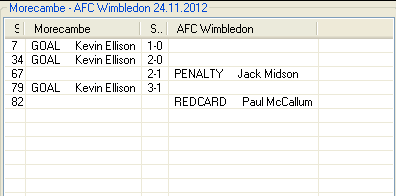 Morecambe - AFC Wimbledon 24.11.2012
S Morecambe S.. AFC Wimbledon
7 GOAL Kevin Ellison 1-0
34 GOAL Kevin Ellison 2-0
67 2-1 PENALTY Jack Midson
79 GOAL Kevin Ellison 3-1
82 REDCARD Paul McCallum